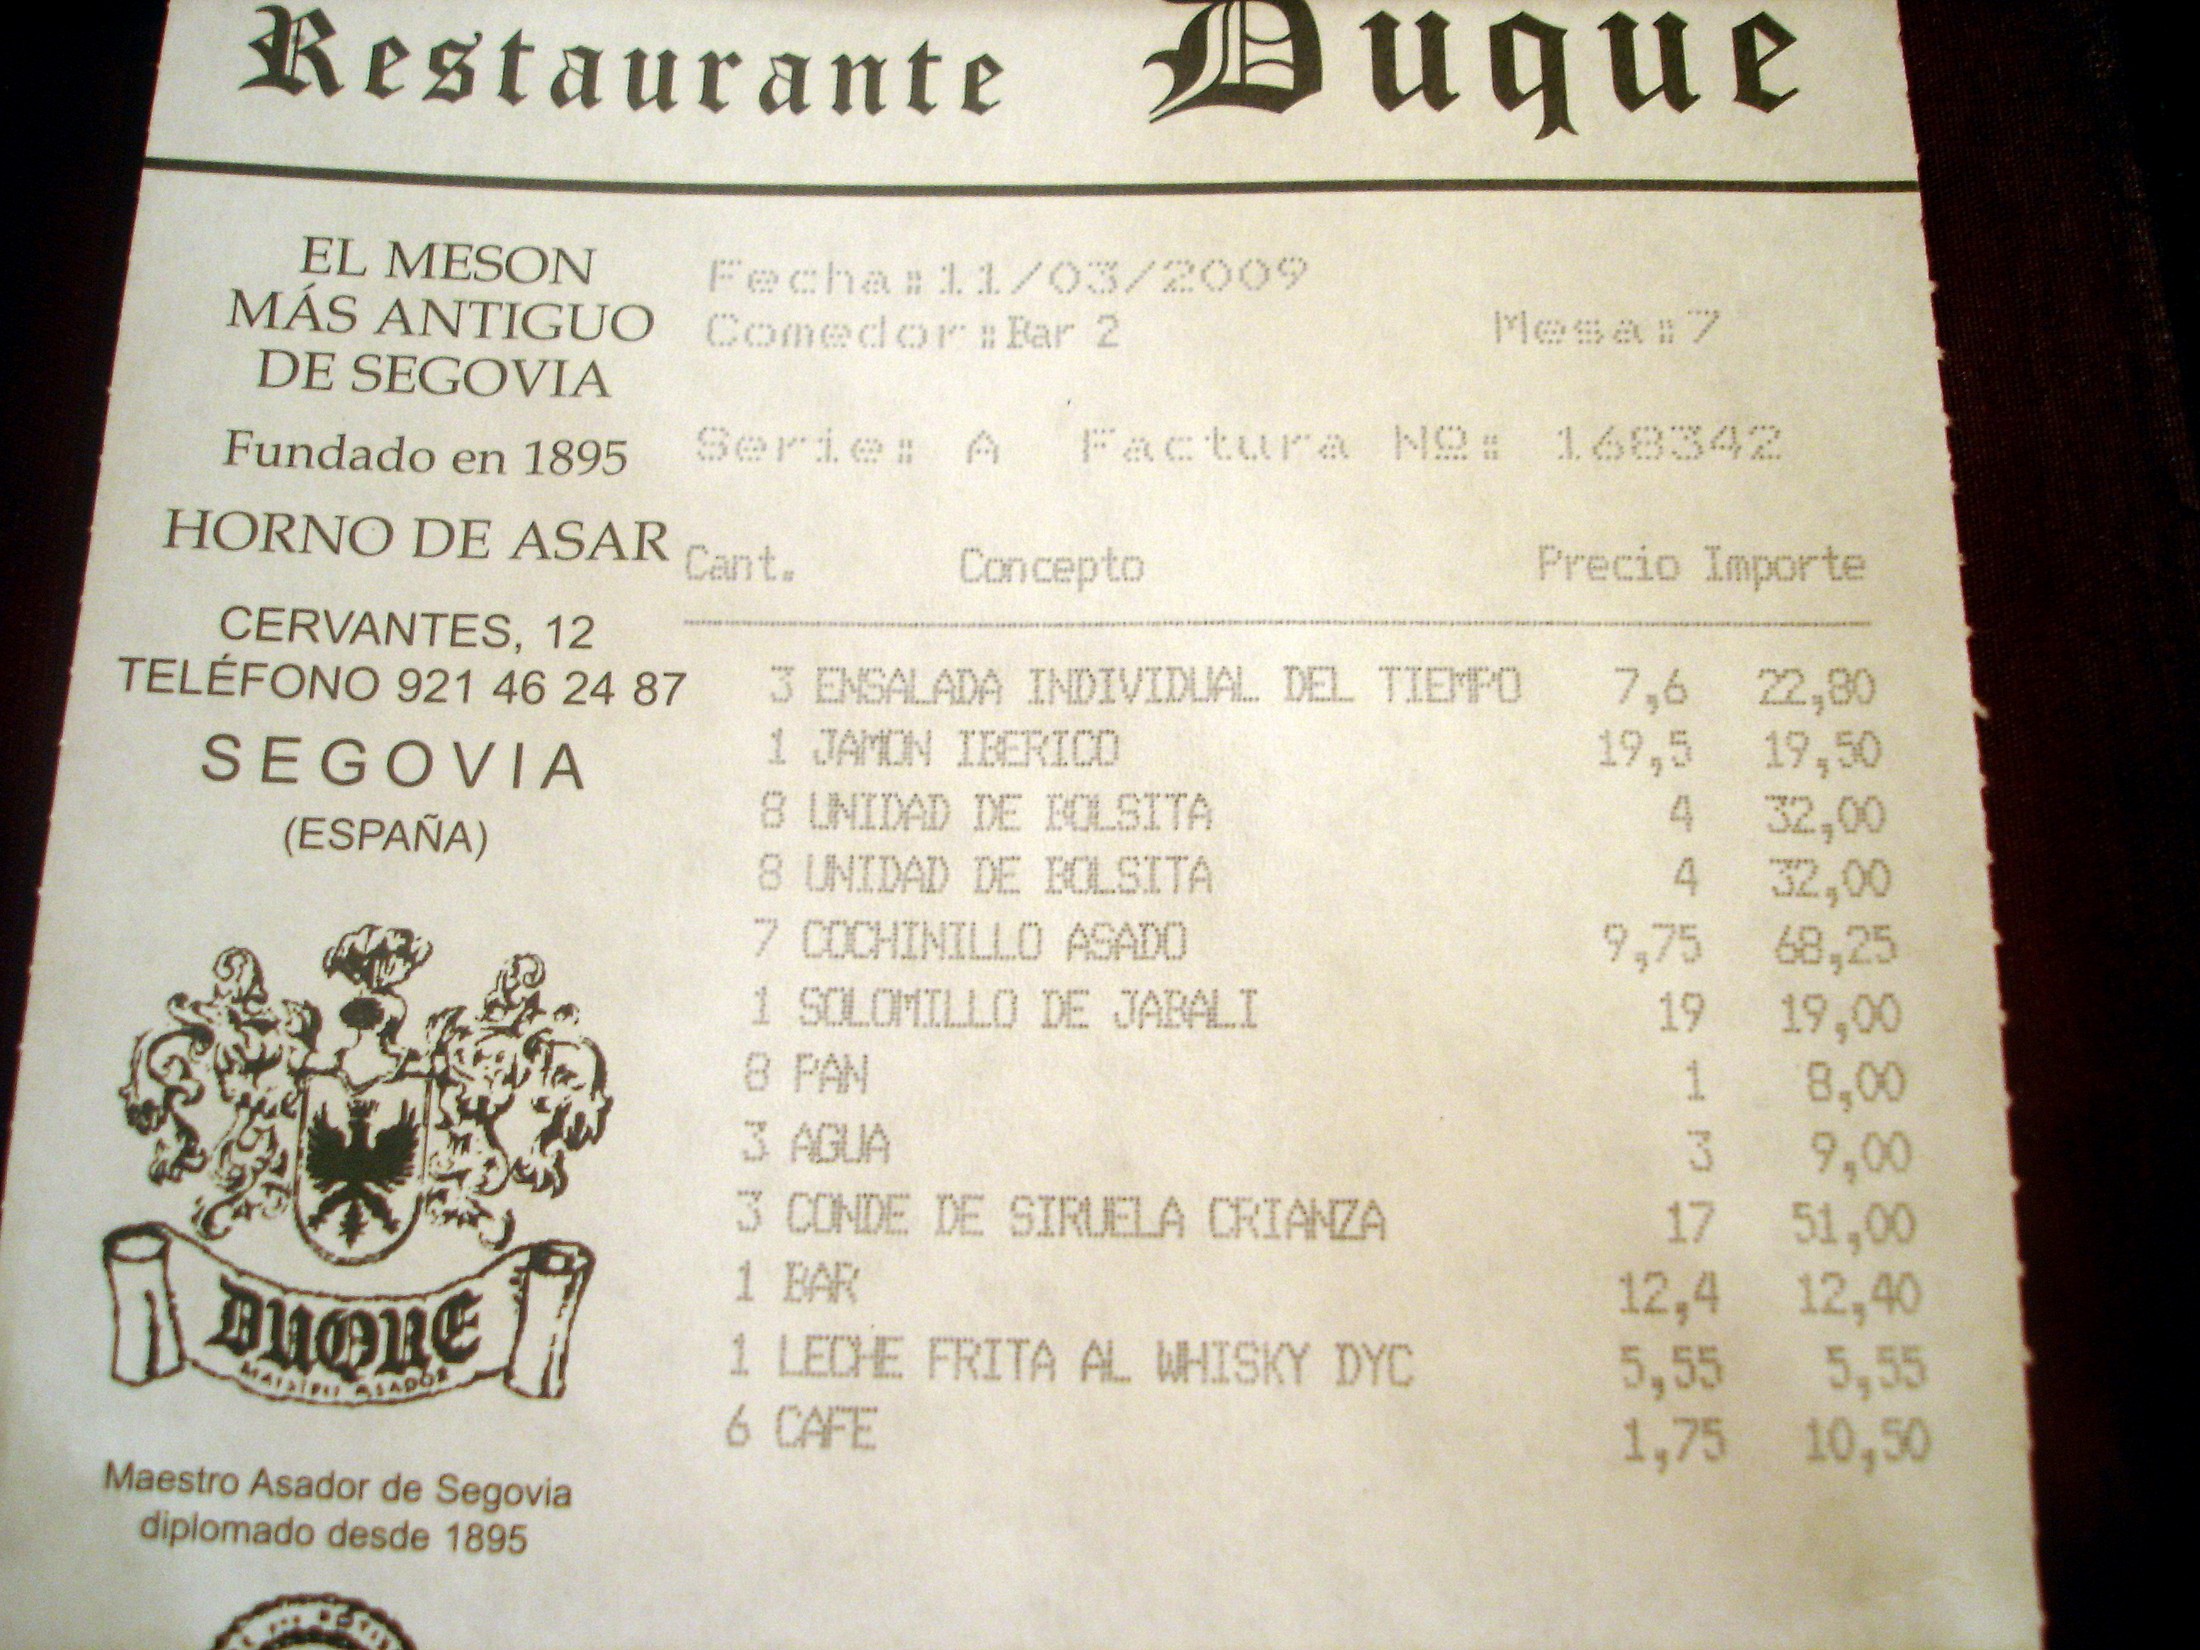 Restaurante Duque
EL MESON
MÁS ANTIGUO
DE SEGOVIA
Fundado en 1895
HORNO DE ASAR
CERVANTES, 12
TELÉFONO 921 46 24 87
SEGOVIA
(ESPAÑA)
DUQUE
MAESTRO ASADOR
Maestro Asador de Segovia
diplomado desde 1895
Fecha:11/03/2009
Comedor:Bar 2 Mesa:7
Serie: A Factura Nº: 168342
Cant. Concepto Precio Importe
3 ENSALADA INDIVIDUAL DEL TIEMPO 7,6 22,80
1 JAMON IBERICO 19,5 19,50
8 UNIDAD DE BOLSITA 4 32,00
8 UNIDAD DE BOLSITA 4 32,00
7 COCHINILLO ASADO 9,75 68,25
1 SOLOMILLO DE JABALI 19 19,00
8 PAN 1 8,00
3 AGUA 3 9,00
3 CONDE DE SIRUELA CRIANZA 17 51,00
1 BAR 12,4 12,40
1 LECHE FRITA AL WHISKY DYC 5,55 5,55
6 CAFE 1,75 10,50